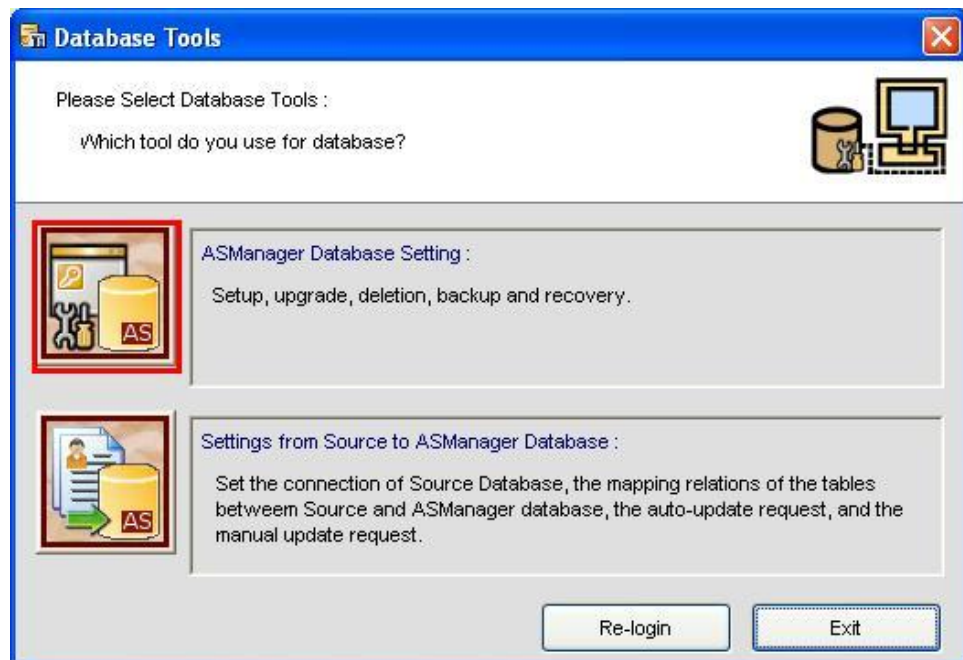 Database Tools
Please Select Database Tools :
Which tool do you use for database?
AS
ASManager Database Setting :
Setup, upgrade, deletion, backup and recovery.
AS
Settings from Source to ASManager Database :
Set the connection of Source Database, the mapping relations of the tables
betweem Source and ASManager database, the auto-update request, and the
manual update request.
Re-login
Exit